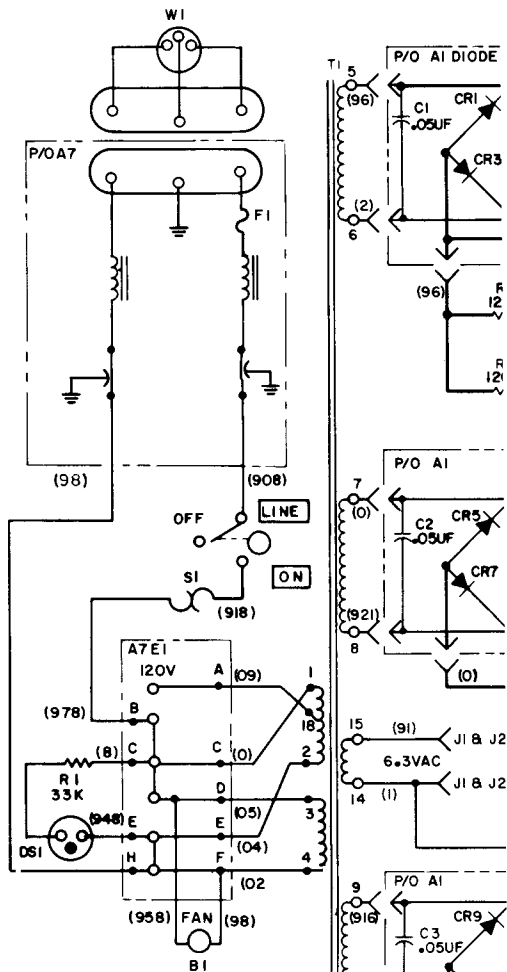 W1
P/O A7
F1
(98)
(908)
OFF
LINE
ON
S1
(918)
A7E1
120V
A
(09)
(978)
B
(8)
C
C
(0)
R1
33K
D
(05)
(948)
E
E
(04)
DS1
H
F
(02
(958)
FAN
(98)
B1
T1
5
(96)
(2)
6
P/O A1 DIODE
C1
.05UF
CR1
CR3
(96)
R
12
R
12
7
(0)
(921)
8
P/O A1
C2
.05UF
CR5
CR7
(0)
1
18
2
3
4
15
(91)
J1 & J2
6.3VAC
14
(1)
J1 & J2
9
(916)
P/O A1
C3
.05UF
CR9